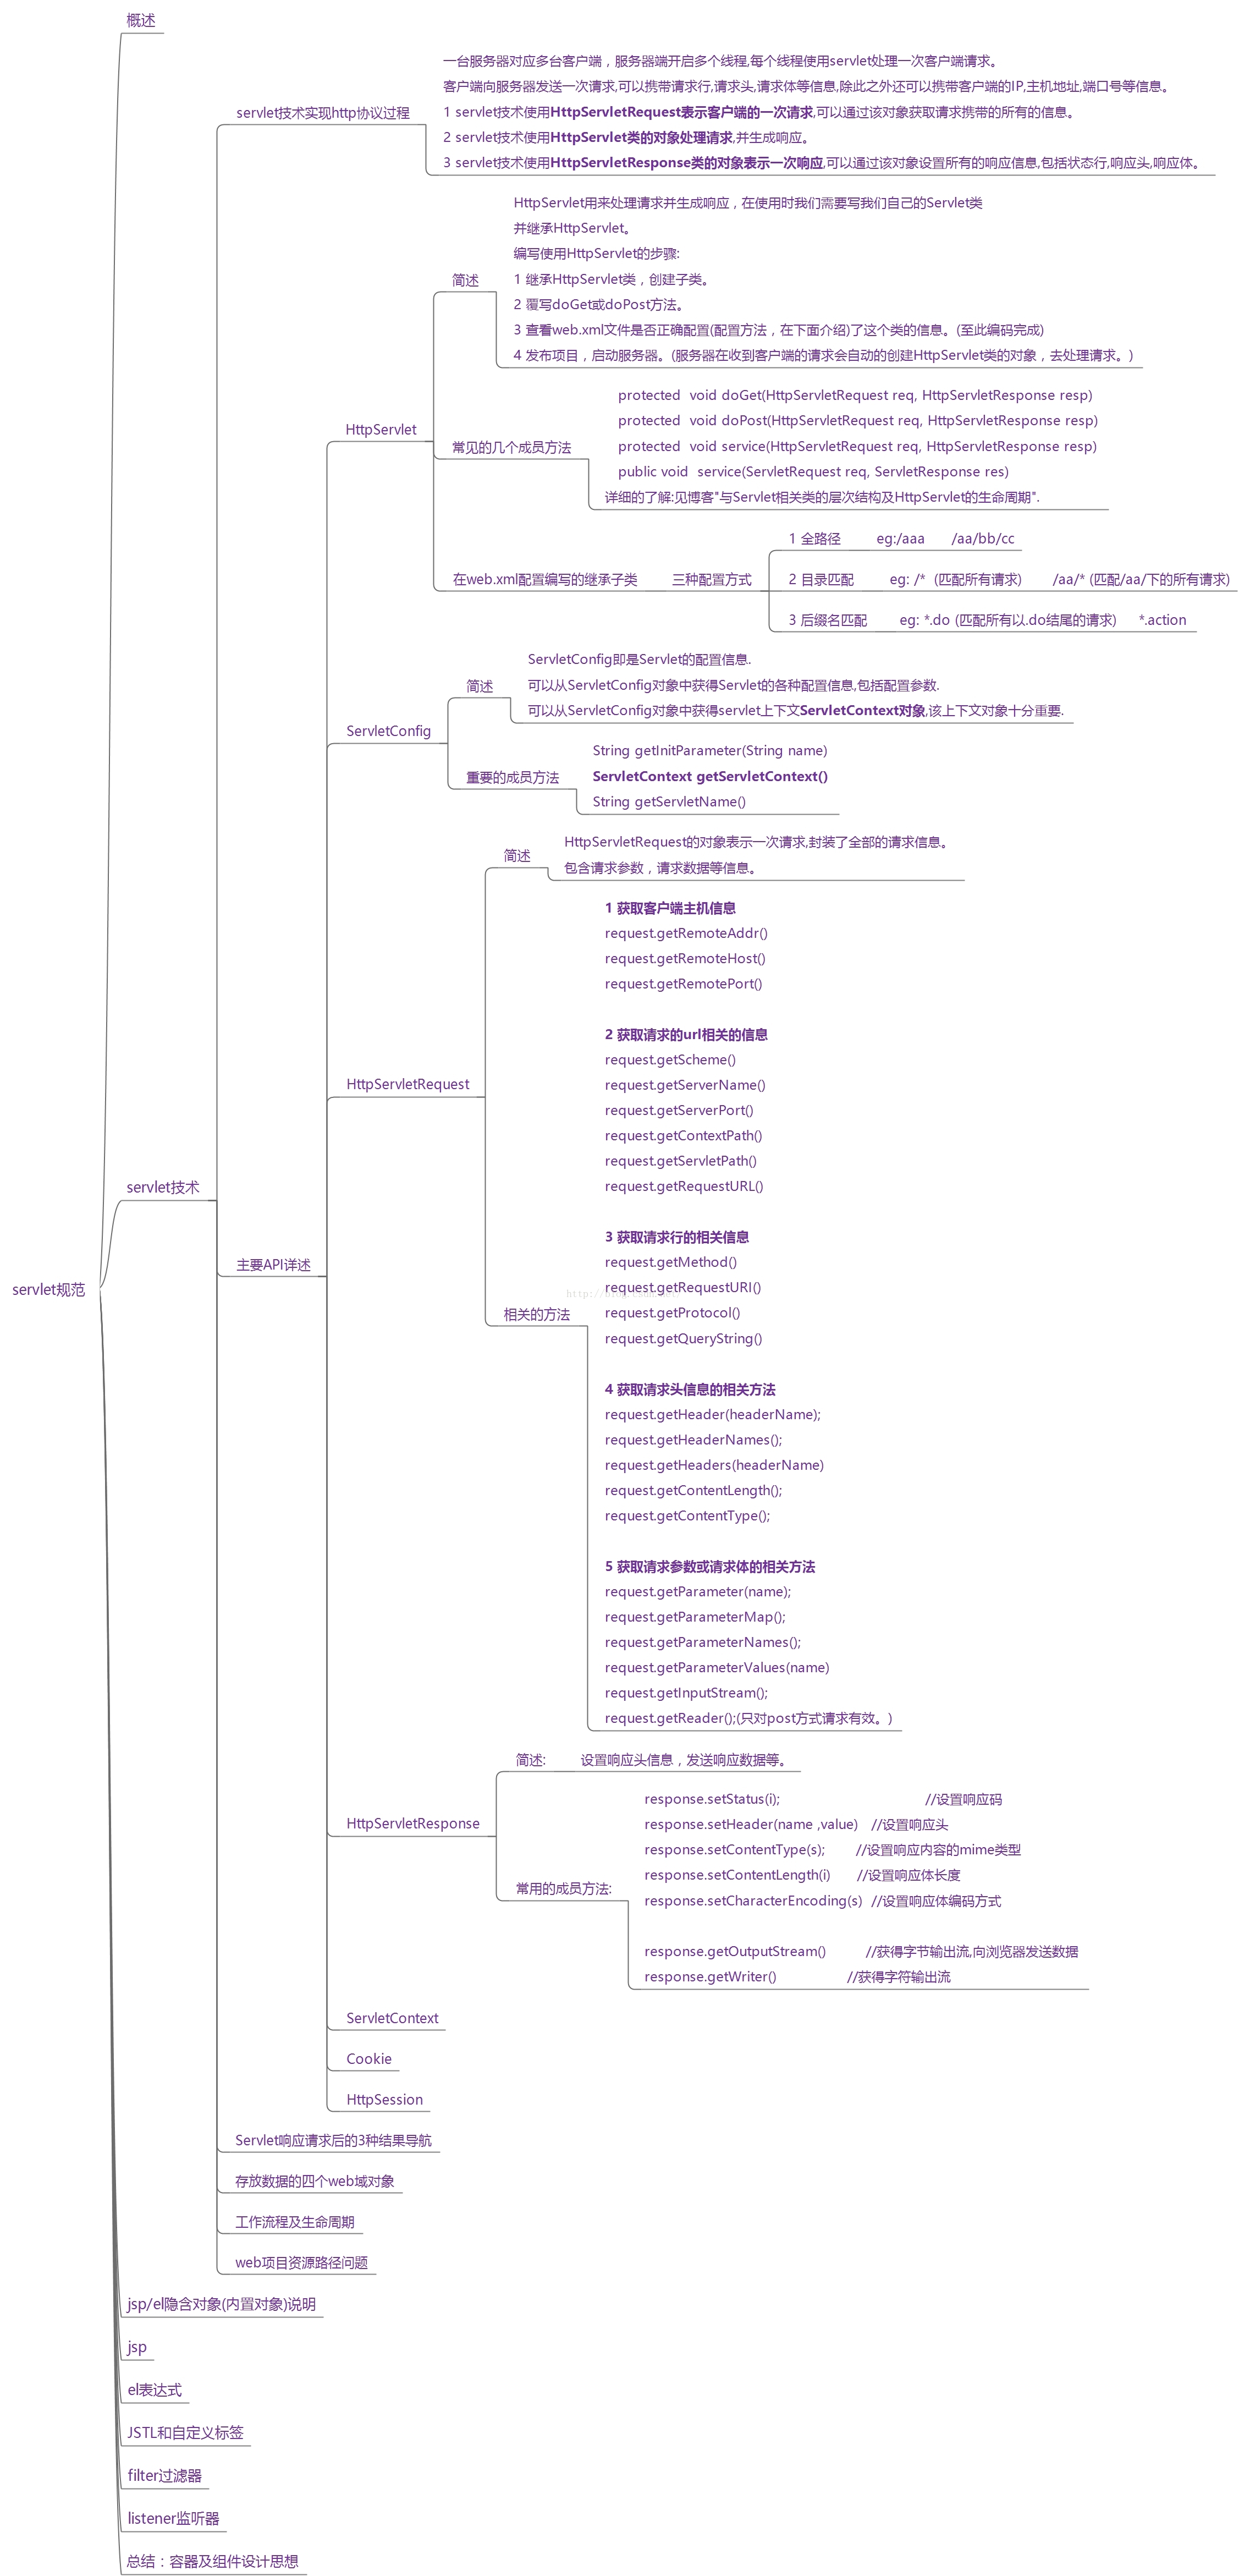 概述
一台服务器对应多台客户端，服务器端开启多个线程,每个线程使用servlet处理一次客户端请求。
客户端向服务器发送一次请求,可以携带请求行,请求头,请求体等信息,除此之外还可以携带客户端的IP,主机地址,端口号等信息。
servlet技术实现http协议过程
1 servlet技术使用HttpServletRequest表示客户端的一次请求,可以通过该对象获取请求携带的所有的信息。
2 servlet技术使用HttpServlet类的对象处理请求,并生成响应。
3 servlet技术使用HttpServletResponse类的对象表示一次响应,可以通过该对象设置所有的响应信息,包括状态行,响应头,响应体。
HttpServlet用来处理请求并生成响应，在使用时我们需要写我们自己的Servlet类
并继承HttpServlet。
编写使用HttpServlet的步骤:
简述
1 继承HttpServlet类，创建子类。
2 覆写doGet或doPost方法。
3 查看web.xml文件是否正确配置(配置方法，在下面介绍)了这个类的信息。(至此编码完成)
4 发布项目，启动服务器。(服务器在收到客户端的请求会自动的创建HttpServlet类的对象，去处理请求。)
protected  void doGet(HttpServletRequest req, HttpServletResponse resp)
protected  void doPost(HttpServletRequest req, HttpServletResponse resp)
HttpServlet
常见的几个成员方法
protected  void service(HttpServletRequest req, HttpServletResponse resp)
public void  service(ServletRequest req, ServletResponse res)
详细的了解:见博客"与Servlet相关类的层次结构及HttpServlet的生命周期".
1 全路径 eg:/aaa /aa/bb/cc
在web.xml配置编写的继承子类 三种配置方式 2 目录匹配 eg: /*  (匹配所有请求) /aa/* (匹配/aa/下的所有请求)
3 后缀名匹配 eg: *.do (匹配所有以.do结尾的请求) *.action
ServletConfig即是Servlet的配置信息.
简述 可以从ServletConfig对象中获得Servlet的各种配置信息,包括配置参数.
可以从ServletConfig对象中获得servlet上下文ServletContext对象,该上下文对象十分重要.
ServletConfig
String getInitParameter(String name)
重要的成员方法 ServletContext getServletContext()
String getServletName()
HttpServletRequest的对象表示一次请求,封装了全部的请求信息。
简述
包含请求参数，请求数据等信息。
1 获取客户端主机信息
request.getRemoteAddr()
request.getRemoteHost()
request.getRemotePort()
2 获取请求的url相关的信息
request.getScheme()
HttpServletRequest
request.getServerName()
request.getServerPort()
request.getContextPath()
request.getServletPath()
servlet技术
request.getRequestURL()
3 获取请求行的相关信息
主要API详述
request.getMethod()
servlet规范
request.getRequestURI()
相关的方法
request.getProtocol()
request.getQueryString()
4 获取请求头信息的相关方法
request.getHeader(headerName);
request.getHeaderNames();
request.getHeaders(headerName)
request.getContentLength();
request.getContentType();
5 获取请求参数或请求体的相关方法
request.getParameter(name);
request.getParameterMap();
request.getParameterNames();
request.getParameterValues(name)
request.getInputStream();
request.getReader();(只对post方式请求有效。)
简述: 设置响应头信息，发送响应数据等。
response.setStatus(i); //设置响应码
HttpServletResponse
response.setHeader(name ,value) //设置响应头
response.setContentType(s); //设置响应内容的mime类型
response.setContentLength(i) //设置响应体长度
常用的成员方法:
response.setCharacterEncoding(s) //设置响应体编码方式
response.getOutputStream() //获得字节输出流,向浏览器发送数据
response.getWriter() //获得字符输出流
ServletContext
Cookie
HttpSession
Servlet响应请求后的3种结果导航
存放数据的四个web域对象
工作流程及生命周期
web项目资源路径问题
jsp/el隐含对象(内置对象)说明
jsp
el表达式
JSTL和自定义标签
filter过滤器
listener监听器
总结：容器及组件设计思想